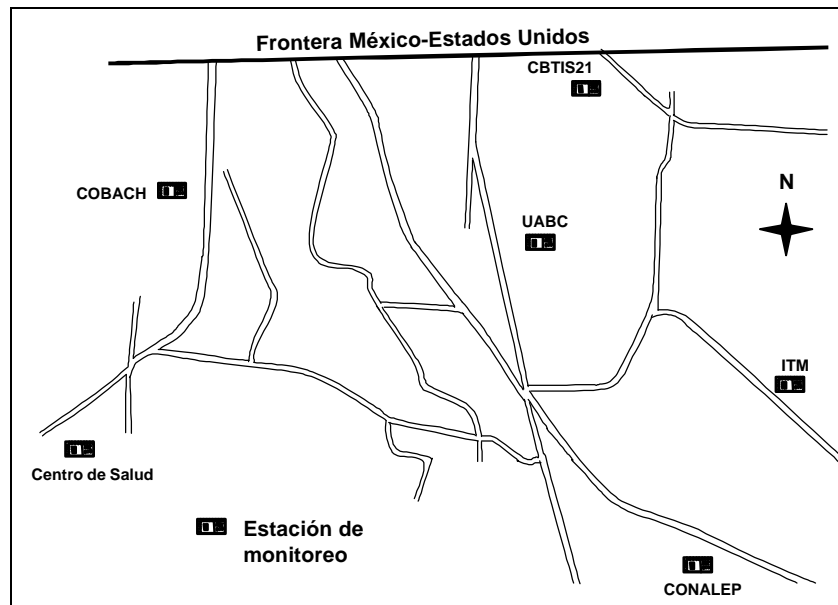 Frontera México-Estados Unidos
CBTIS21
COBACH
N
UABC
ITM
Centro de Salud
Estación de
monitoreo
CONALEP